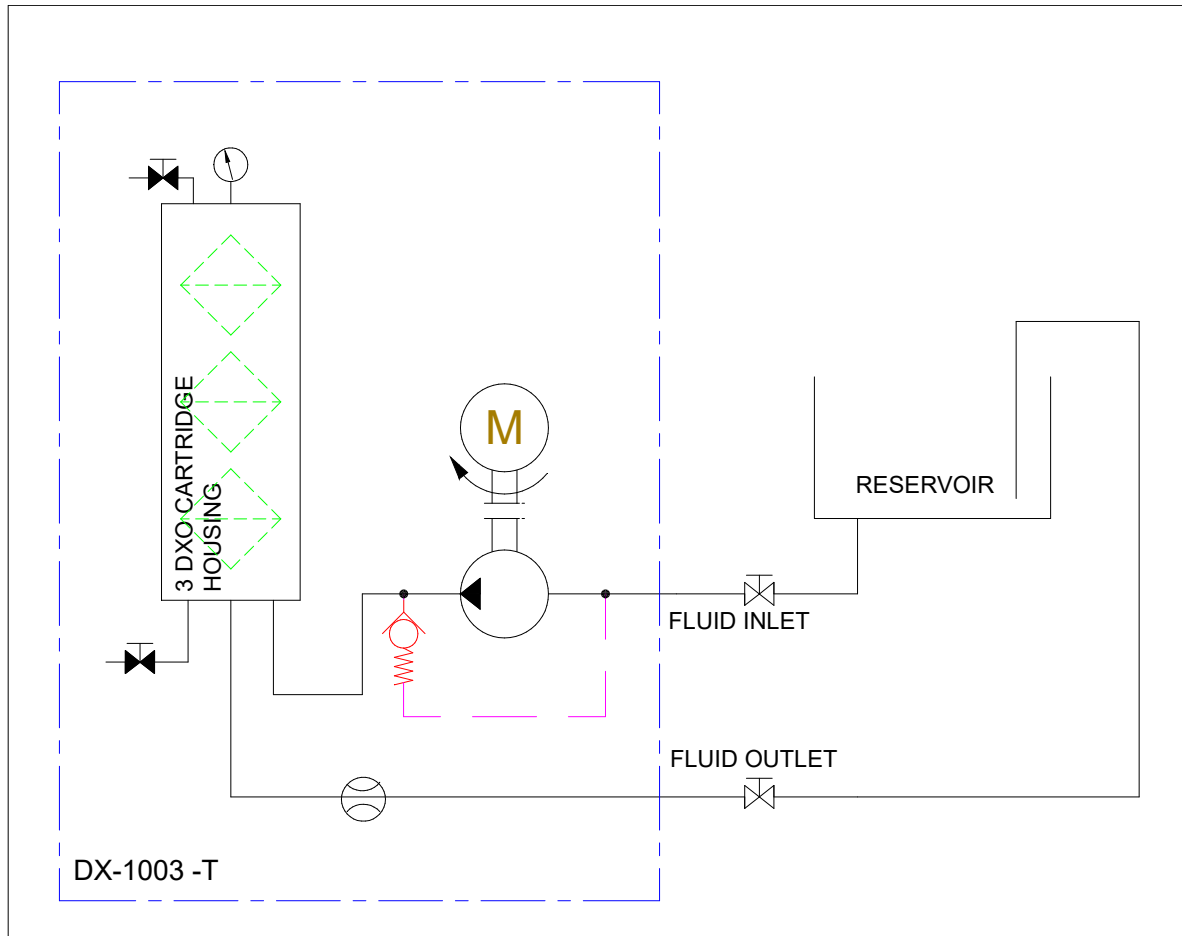 3 DXO CARTRIDGE
HOUSING
M
RESERVOIR
FLUID INLET
FLUID OUTLET
DX-1003 -T